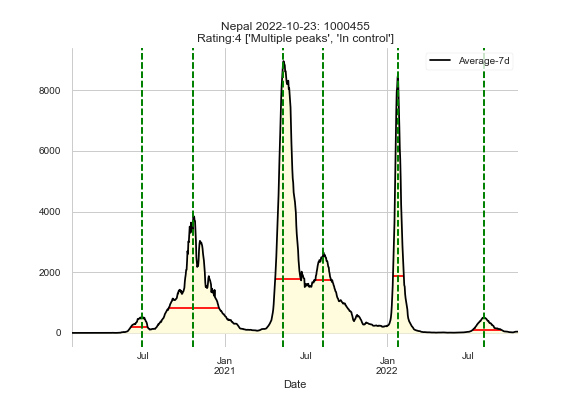 Nepal 2022-10-23: 1000455
Rating:4 ['Multiple peaks', 'In control']
Average-7d
8000
6000
4000
2000
0
Jul
Jan
2021
Jul
Jan
2022
Jul
Date